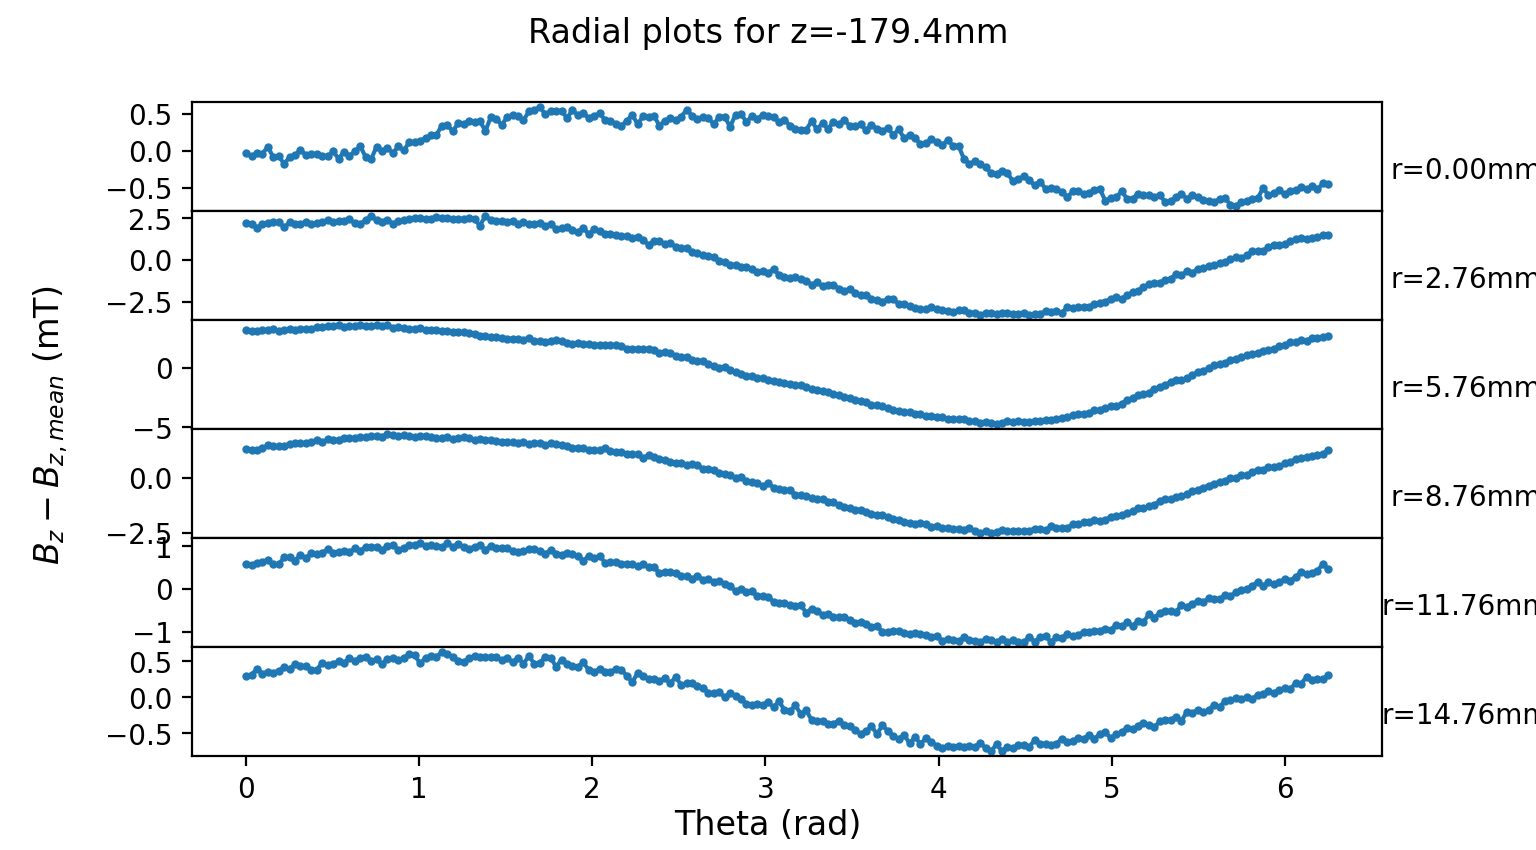 Radial plots for z=-179.4mm
0.5
0.0
−0.5
r=0.00mm
2.5
0.0
−2.5
r=2.76mm
0
−5
r=5.76mm
0.0
−2.5
r=8.76mm
1
0
−1
r=11.76mm
0.5
0.0
−0.5
r=14.76mm
B_z − B_{z, mean} (mT)
0 1 2 3 4 5 6
Theta (rad)